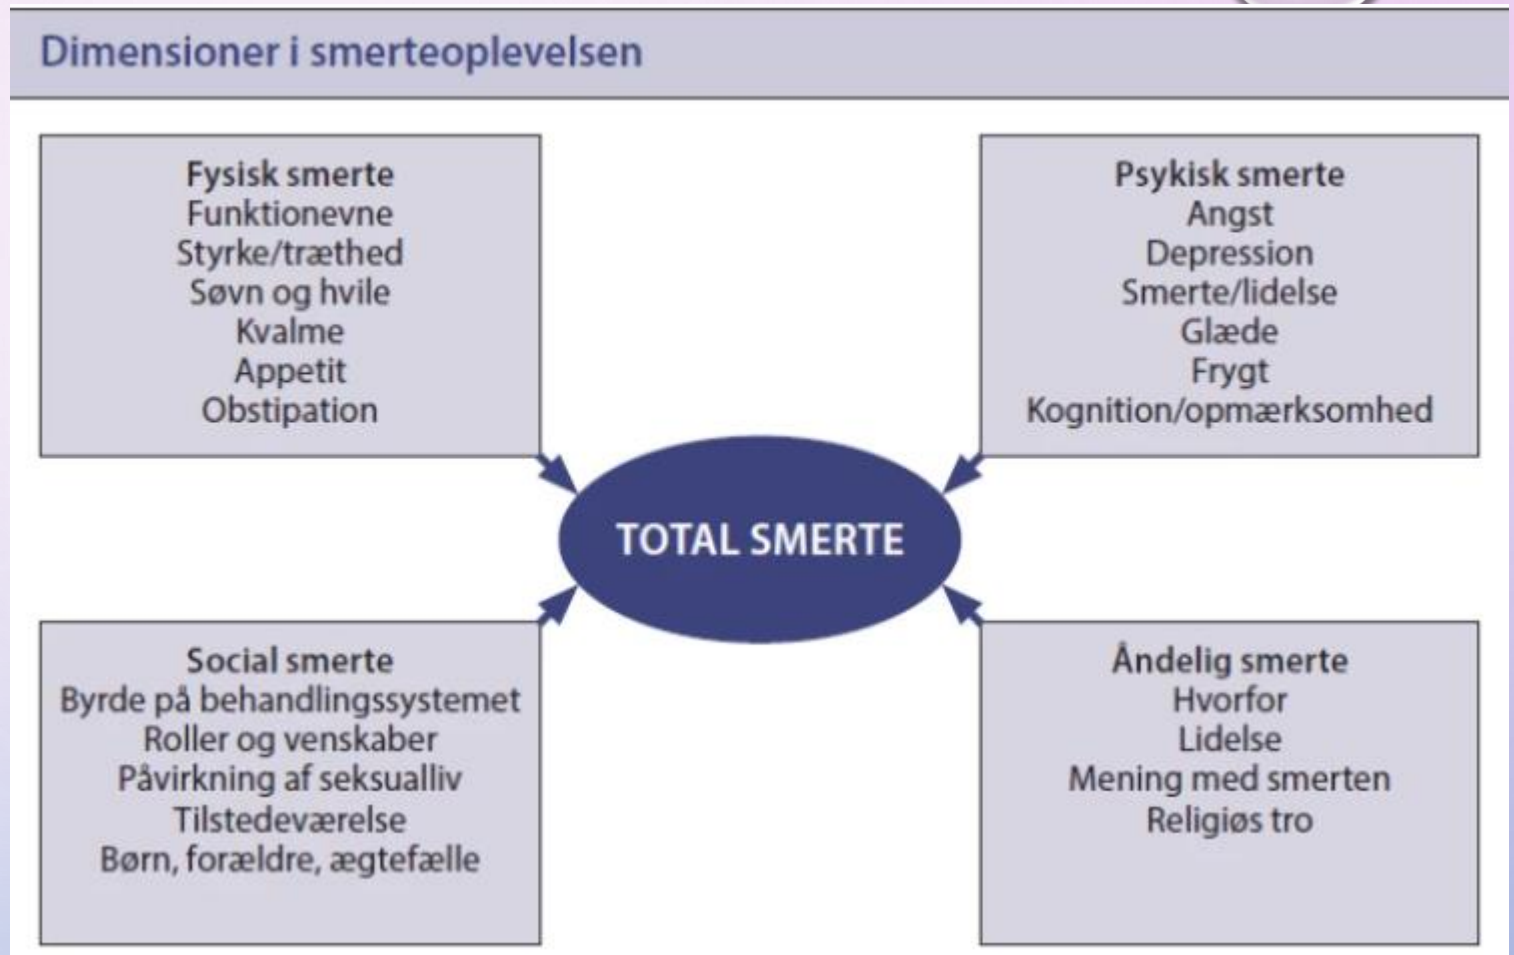 Dimensioner i smerteoplevelsen
Fysisk smerte
Funktionevne
Styrke/træthed
Søvn og hvile
Kvalme
Appetit
Obstipation
Psykisk smerte
Angst
Depression
Smerte/lidelse
Glæde
Frygt
Kognition/opmærksomhed
TOTAL SMERTE
Social smerte
Byrde på behandlingssystemet
Roller og venskaber
Påvirkning af seksualliv
Tilstedeværelse
Børn, forældre, ægtefælle
Åndelig smerte
Hvorfor
Lidelse
Mening med smerten
Religiøs tro